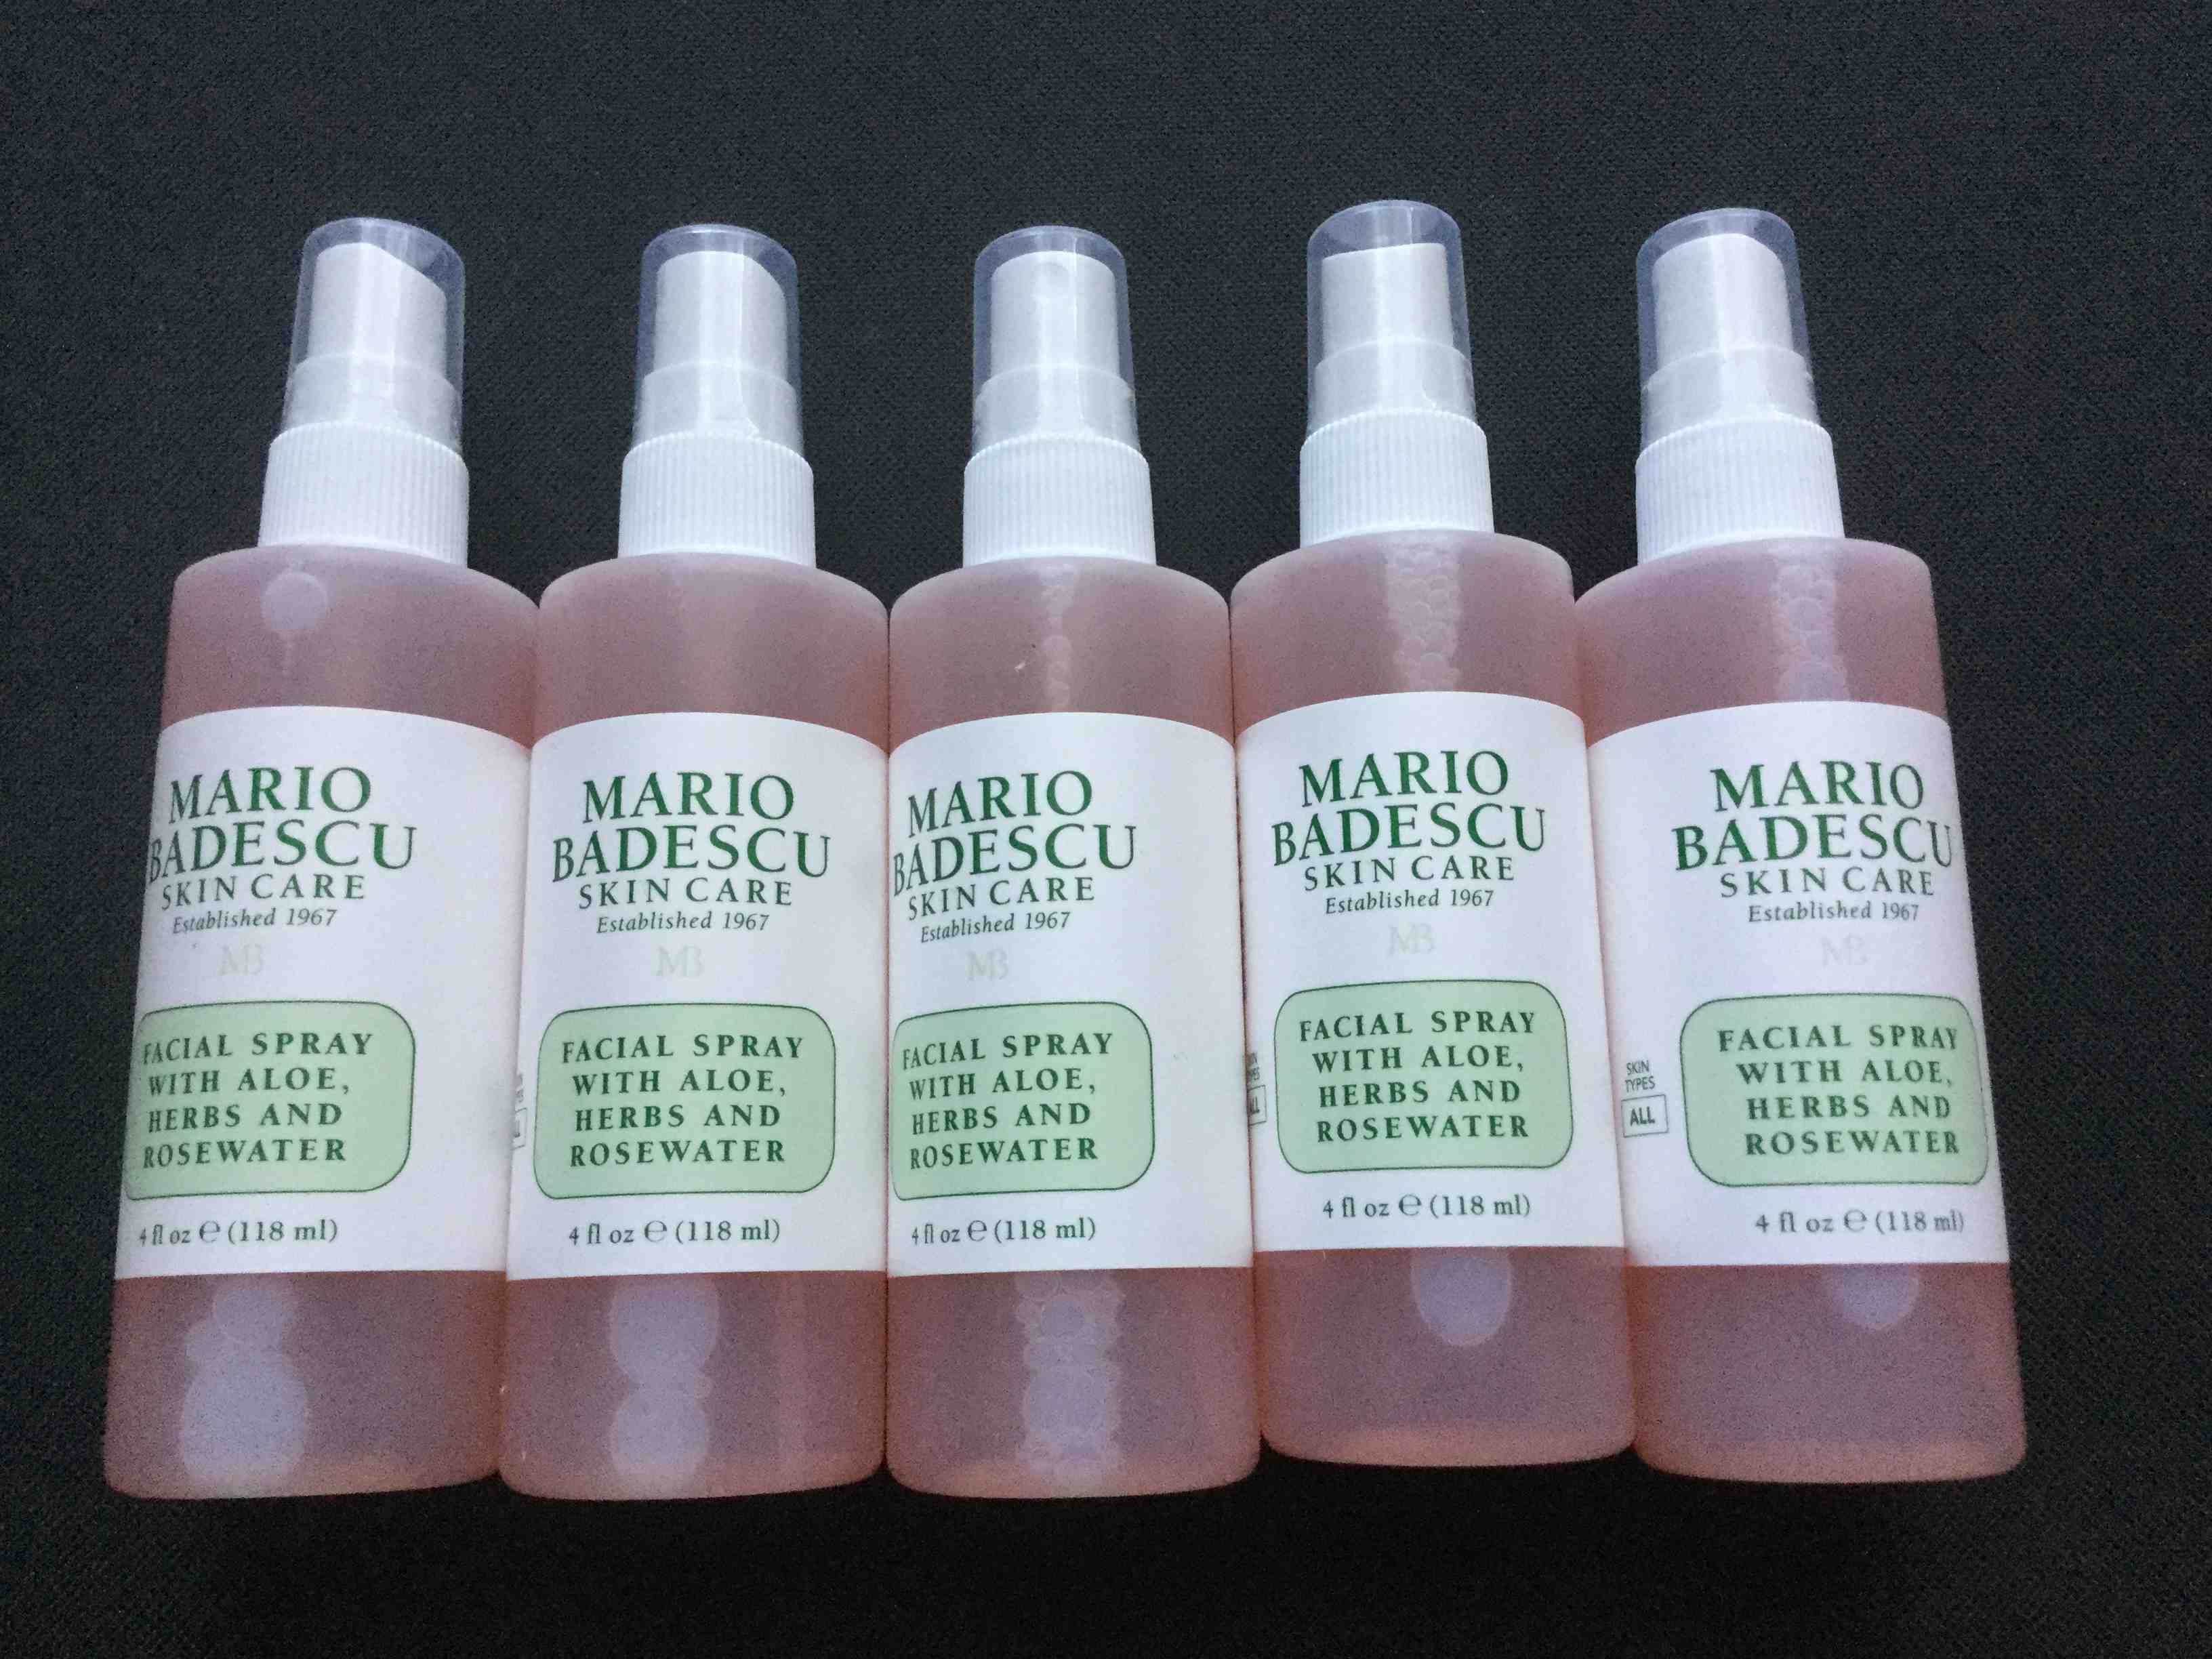 MARIO
BADESCU
SKIN CARE
Established 1967
MB
FACIAL SPRAY
WITH ALOE,
HERBS AND
ROSEWATER
4 fl oz ℮ (118 ml)
MARIO
BADESCU
SKIN CARE
Established 1967
MB
FACIAL SPRAY
WITH ALOE,
HERBS AND
ROSEWATER
4 fl oz ℮ (118 ml)
MARIO
BADESCU
SKIN CARE
Established 1967
MB
FACIAL SPRAY
WITH ALOE,
HERBS AND
ROSEWATER
4 fl oz ℮ (118 ml)
MARIO
BADESCU
SKIN CARE
Established 1967
MB
FACIAL SPRAY
WITH ALOE,
HERBS AND
ROSEWATER
4 fl oz ℮ (118 ml)
SKIN
TYPES
ALL
MARIO
BADESCU
SKIN CARE
Established 1967
MB
FACIAL SPRAY
WITH ALOE,
HERBS AND
ROSEWATER
4 fl oz ℮ (118 ml)